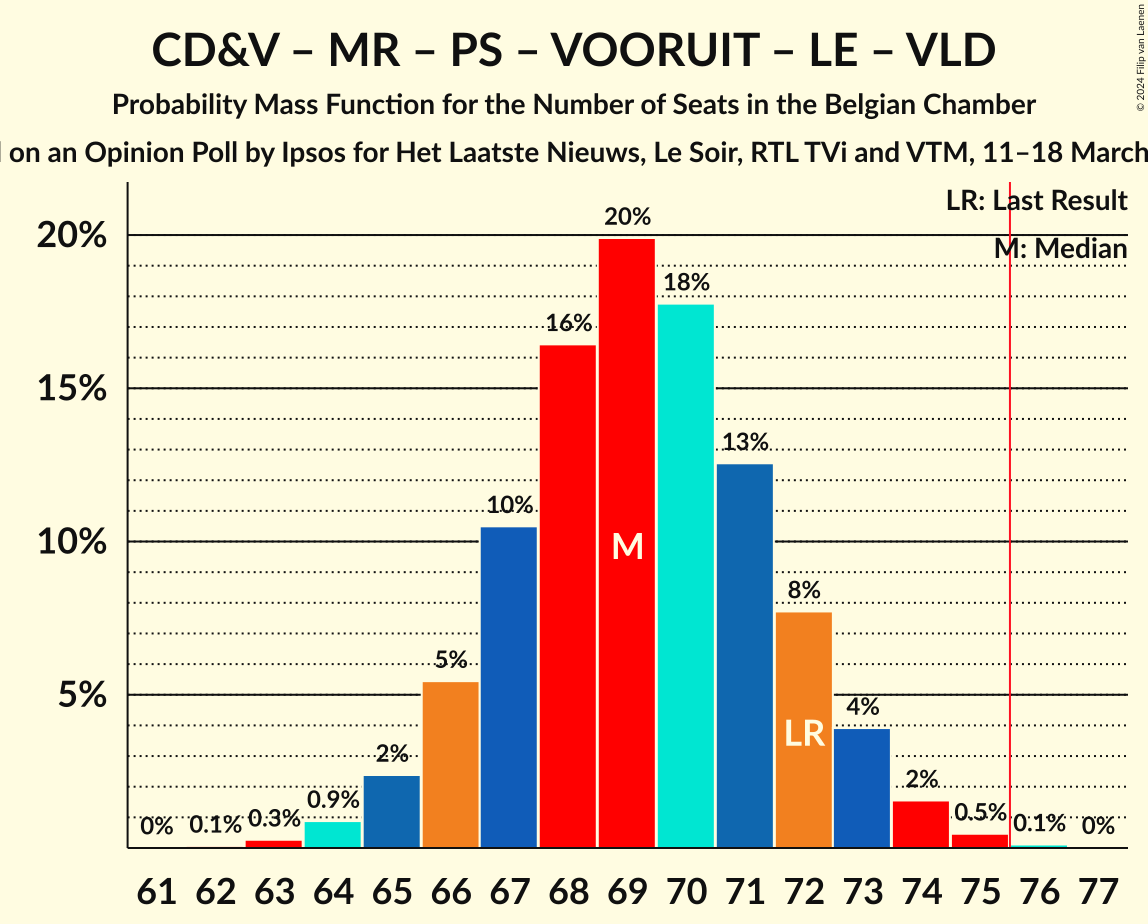 CD&V – MR – PS – VOORUIT – LE – VLD
Probability Mass Function for the Number of Seats in the Belgian Chamber
on an Opinion Poll by Ipsos for Het Laatste Nieuws, Le Soir, RTL TVi and VTM, 11–18 March
© 2024 Filip van Laenen
LR: Last Result
M: Median
20%
15%
10%
5%
0%
0.1%
0.3%
0.9%
2%
5%
10%
16%
20%
18%
13%
8%
4%
2%
0.5%
0.1%
0%
M
LR
61 62 63 64 65 66 67 68 69 70 71 72 73 74 75 76 77